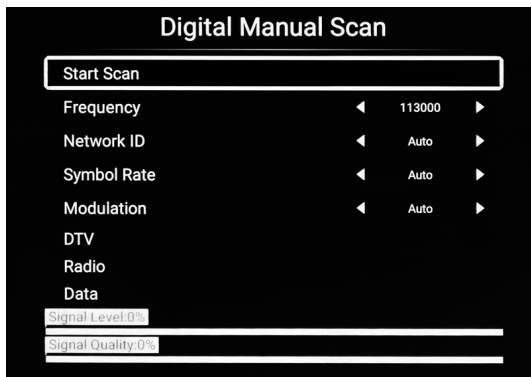 Digital Manual Scan
Start Scan
Frequency 113000
Network ID Auto
Symbol Rate Auto
Modulation Auto
DTV
Radio
Data
Signal Level:0%
Signal Quality:0%